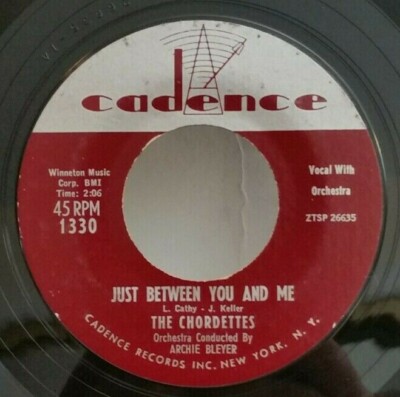 cadence
Winneton Music
Corp. BMI
Time: 2:06
45 RPM
1330
Vocal With
Orchestra
ZTSP 26635
JUST BETWEEN YOU AND ME
L. Cathy - J. Keller
THE CHORDETTES
Orchestra Conducted By
ARCHIE BLEYER
CADENCE RECORDS INC. NEW YORK, N. Y.